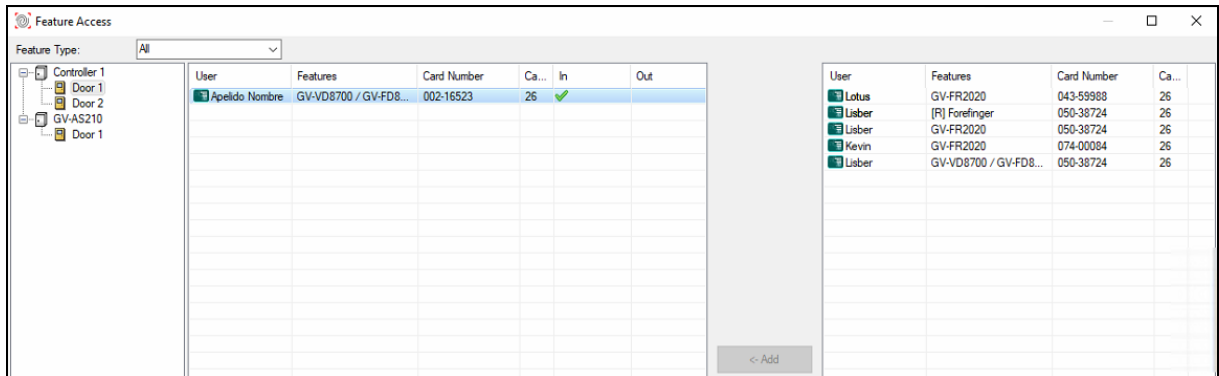 Feature Access
Feature Type: All
Controller 1
Door 1
Door 2
GV-AS210
Door 1
User Features Card Number Ca... In Out
Apelido Nombre GV-VD8700 / GV-FD8... 002-16523 26
<- Add
User Features Card Number Ca...
Lotus GV-FR2020 043-59988 26
Lisber [R] Forefinger 050-38724 26
Lisber GV-FR2020 050-38724 26
Kevin GV-FR2020 074-00084 26
Lisber GV-VD8700 / GV-FD8... 050-38724 26